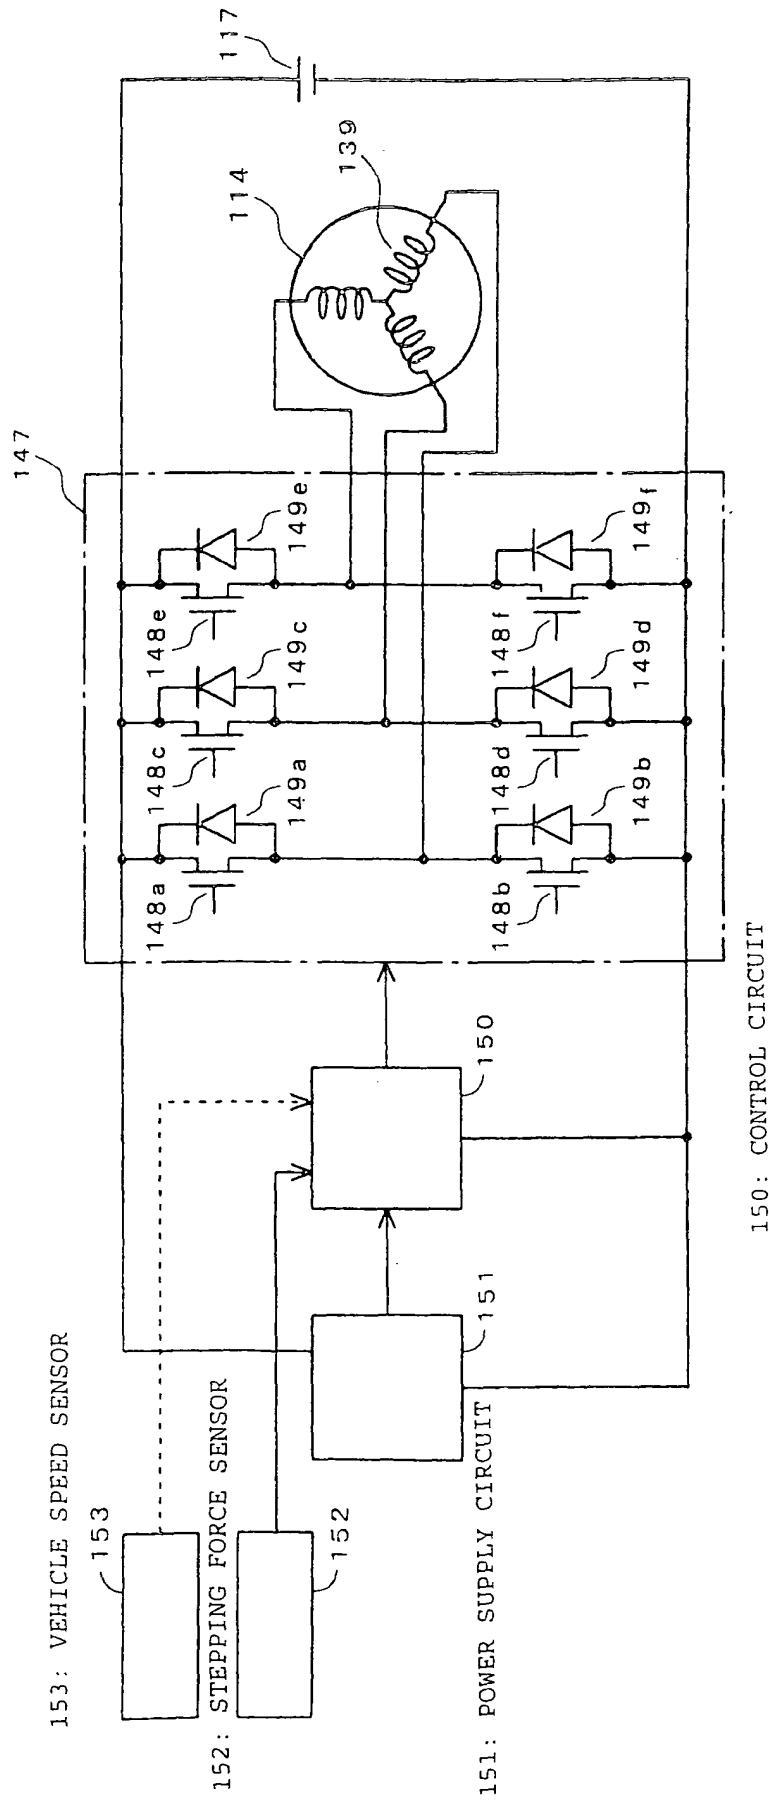 153: VEHICLE SPEED SENSOR
153
152: STEPPING FORCE SENSOR
152
151: POWER SUPPLY CIRCUIT
151
150
150: CONTROL CIRCUIT
147
148a
149a
148c
149c
148e
149e
148b
149b
148d
149d
148f
149f
114
139
117